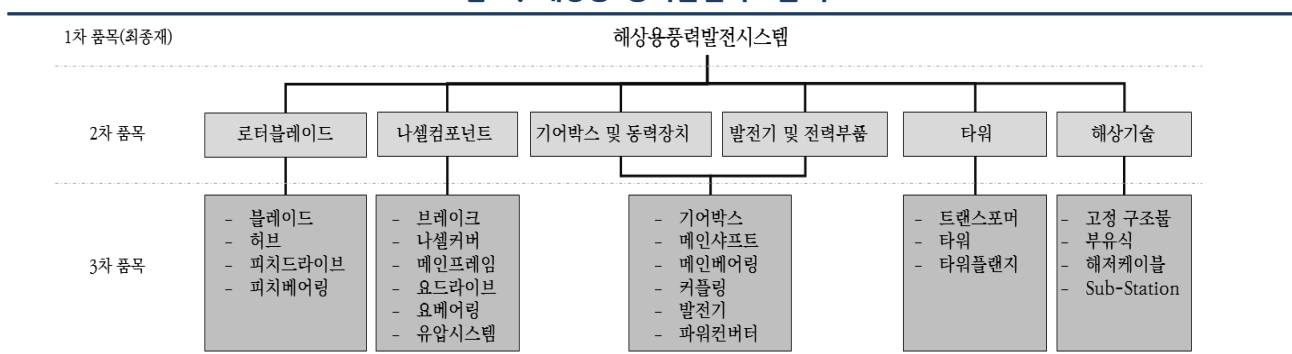 1차 품목(최종재)
해상용풍력발전시스템
2차 품목
로터블레이드
나셀컴포넌트
기어박스 및 동력장치
발전기 및 전력부품
타워
해상기술
3차 품목
- 블레이드
- 허브
- 피치드라이브
- 피치베어링
- 브레이크
- 나셀커버
- 메인프레임
- 요드라이브
- 요베어링
- 유압시스템
- 기어박스
- 메인샤프트
- 메인베어링
- 커플링
- 발전기
- 파워컨버터
- 트랜스포머
- 타워
- 타워플랜지
- 고정 구조물
- 부유식
- 해저케이블
- Sub-Station